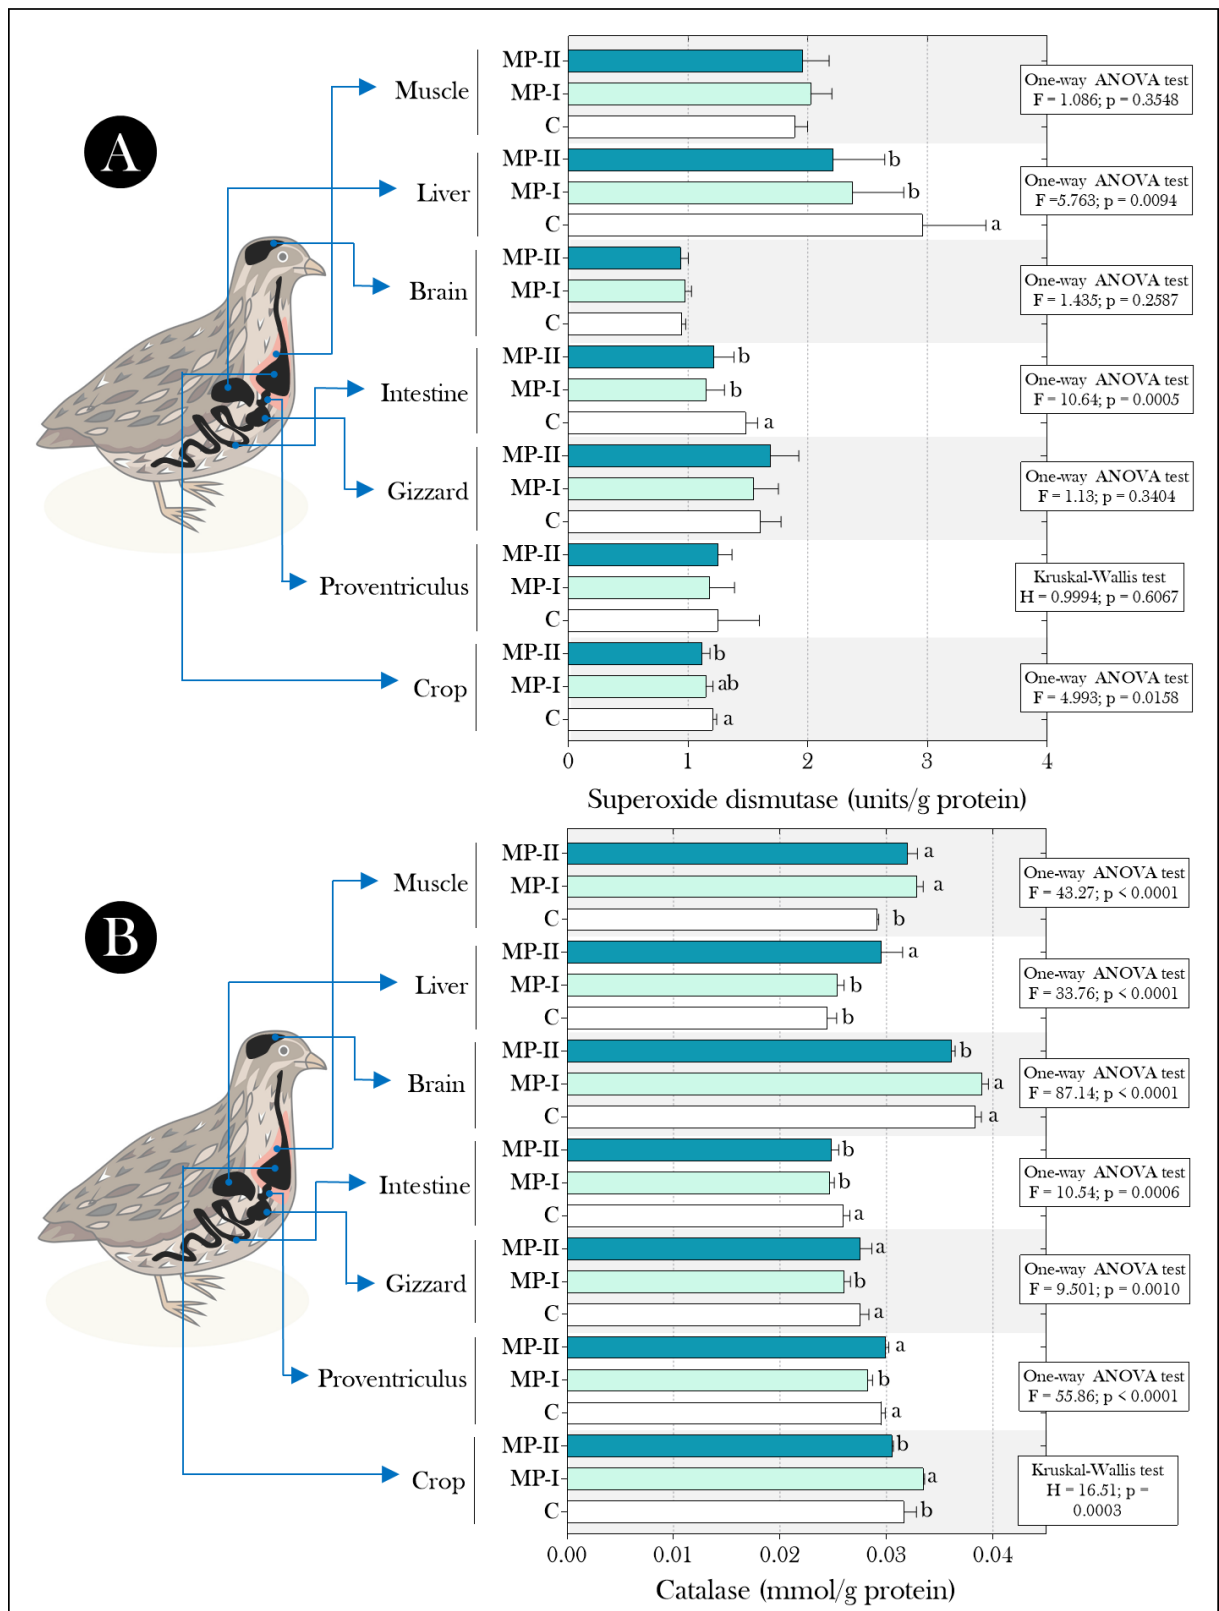 A
Muscle
MP-II
MP-I
C
One-way ANOVA test
F = 1.086; p = 0.3548
Liver
MP-II
b
MP-I
b
C
a
One-way ANOVA test
F =5.763; p = 0.0094
Brain
MP-II
MP-I
C
One-way ANOVA test
F = 1.435; p = 0.2587
Intestine
MP-II
b
MP-I
b
C
a
One-way ANOVA test
F = 10.64; p = 0.0005
Gizzard
MP-II
MP-I
C
One-way ANOVA test
F = 1.13; p = 0.3404
Proventriculus
MP-II
MP-I
C
Kruskal-Wallis test
H = 0.9994; p = 0.6067
Crop
MP-II
b
MP-I
ab
C
a
One-way ANOVA test
F = 4.993; p = 0.0158
0 1 2 3 4
Superoxide dismutase (units/g protein)
B
Muscle
MP-II
a
MP-I
a
C
b
One-way ANOVA test
F = 43.27; p < 0.0001
Liver
MP-II
a
MP-I
b
C
b
One-way ANOVA test
F = 33.76; p < 0.0001
Brain
MP-II
b
MP-I
a
C
a
One-way ANOVA test
F = 87.14; p < 0.0001
Intestine
MP-II
b
MP-I
b
C
a
One-way ANOVA test
F = 10.54; p = 0.0006
Gizzard
MP-II
a
MP-I
b
C
a
One-way ANOVA test
F = 9.501; p = 0.0010
Proventriculus
MP-II
a
MP-I
b
C
a
One-way ANOVA test
F = 55.86; p < 0.0001
Crop
MP-II
b
MP-I
a
C
b
Kruskal-Wallis test
H = 16.51; p =
0.0003
0.00 0.01 0.02 0.03 0.04
Catalase (mmol/g protein)